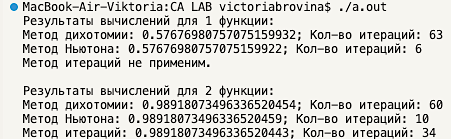 MacBook-Air-Viktoria:CA LAB victoriabrovina$ ./a.out
Результаты вычислений для 1 функции:
Метод дихотомии: 0.57676980757075159932; Кол-во итераций: 63
Метод Ньютона: 0.57676980757075159922; Кол-во итераций: 6
Метод итераций не применим.
Результаты вычислений для 2 функции:
Метод дихотомии: 0.98918073496336520454; Кол-во итераций: 60
Метод Ньютона: 0.98918073496336520459; Кол-во итераций: 10
Метод итераций: 0.98918073496336520443; Кол-во итераций: 34